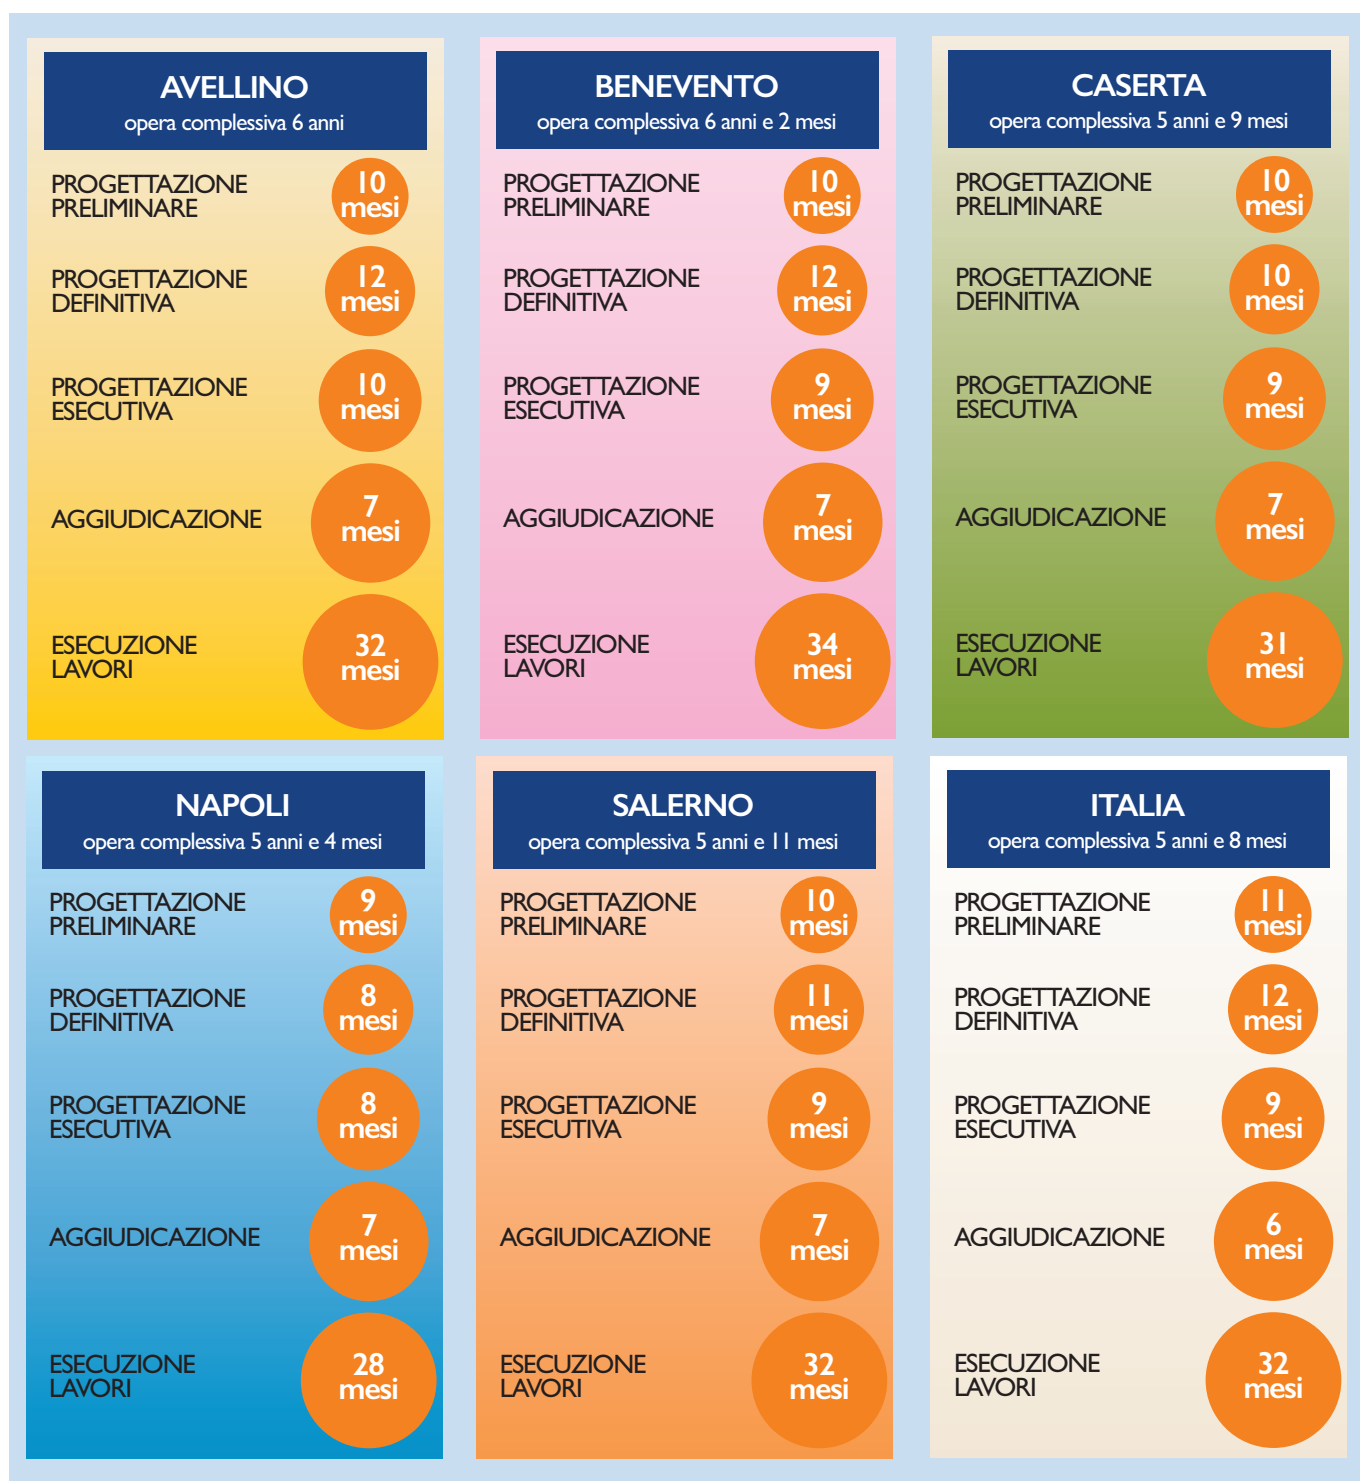 AVELLINO
opera complessiva 6 anni
PROGETTAZIONE
PRELIMINARE
10
mesi
PROGETTAZIONE
DEFINITIVA
12
mesi
PROGETTAZIONE
ESECUTIVA
10
mesi
AGGIUDICAZIONE
7
mesi
ESECUZIONE
LAVORI
32
mesi
BENEVENTO
opera complessiva 6 anni e 2 mesi
PROGETTAZIONE
PRELIMINARE
10
mesi
PROGETTAZIONE
DEFINITIVA
12
mesi
PROGETTAZIONE
ESECUTIVA
9
mesi
AGGIUDICAZIONE
7
mesi
ESECUZIONE
LAVORI
34
mesi
CASERTA
opera complessiva 5 anni e 9 mesi
PROGETTAZIONE
PRELIMINARE
10
mesi
PROGETTAZIONE
DEFINITIVA
10
mesi
PROGETTAZIONE
ESECUTIVA
9
mesi
AGGIUDICAZIONE
7
mesi
ESECUZIONE
LAVORI
31
mesi
NAPOLI
opera complessiva 5 anni e 4 mesi
PROGETTAZIONE
PRELIMINARE
9
mesi
PROGETTAZIONE
DEFINITIVA
8
mesi
PROGETTAZIONE
ESECUTIVA
8
mesi
AGGIUDICAZIONE
7
mesi
ESECUZIONE
LAVORI
28
mesi
SALERNO
opera complessiva 5 anni e 11 mesi
PROGETTAZIONE
PRELIMINARE
10
mesi
PROGETTAZIONE
DEFINITIVA
11
mesi
PROGETTAZIONE
ESECUTIVA
9
mesi
AGGIUDICAZIONE
7
mesi
ESECUZIONE
LAVORI
32
mesi
ITALIA
opera complessiva 5 anni e 8 mesi
PROGETTAZIONE
PRELIMINARE
11
mesi
PROGETTAZIONE
DEFINITIVA
12
mesi
PROGETTAZIONE
ESECUTIVA
9
mesi
AGGIUDICAZIONE
6
mesi
ESECUZIONE
LAVORI
32
mesi